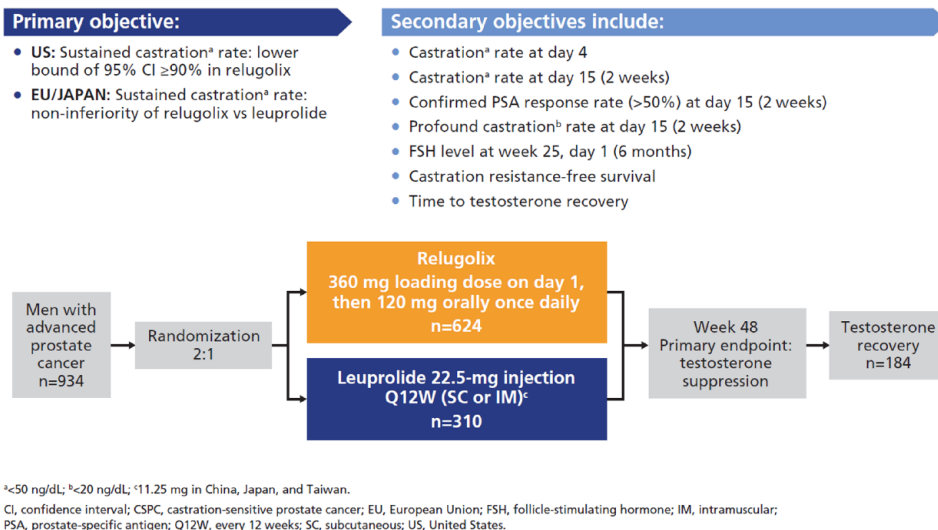 Primary objective:
• US: Sustained castrationᵃ rate: lower
bound of 95% CI ≥90% in relugolix
• EU/JAPAN: Sustained castrationᵃ rate:
non-inferiority of relugolix vs leuprolide
Secondary objectives include:
• Castrationᵃ rate at day 4
• Castrationᵃ rate at day 15 (2 weeks)
• Confirmed PSA response rate (>50%) at day 15 (2 weeks)
• Profound castrationᵇ rate at day 15 (2 weeks)
• FSH level at week 25, day 1 (6 months)
• Castration resistance-free survival
• Time to testosterone recovery
Men with
advanced
prostate
cancer
n=934
Randomization
2:1
Relugolix
360 mg loading dose on day 1,
then 120 mg orally once daily
n=624
Leuprolide 22.5-mg injection
Q12W (SC or IM)ᶜ
n=310
Week 48
Primary endpoint:
testosterone
suppression
Testosterone
recovery
n=184
ᵃ<50 ng/dL; ᵇ<20 ng/dL; ᶜ11.25 mg in China, Japan, and Taiwan.
CI, confidence interval; CSPC, castration-sensitive prostate cancer; EU, European Union; FSH, follicle-stimulating hormone; IM, intramuscular;
PSA, prostate-specific antigen; Q12W, every 12 weeks; SC, subcutaneous; US, United States.